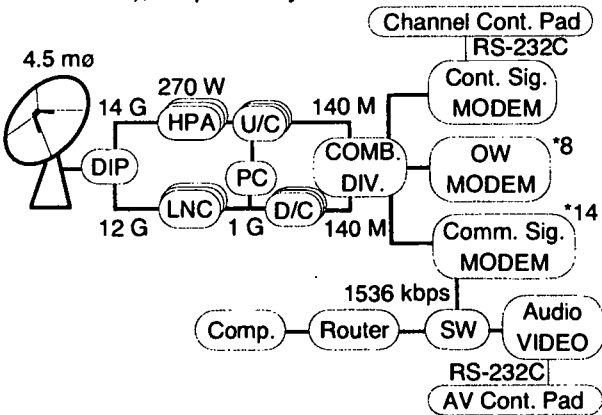 Channel Cont. Pad
RS-232C
4.5 mø
270 W
Cont. Sig.
MODEM
14 G
HPA
U/C
140 M
COMB.
DIV.
OW
MODEM
*8
DIP
PC
LNC
D/C
12 G
1 G
140 M
*14
Comm. Sig.
MODEM
1536 kbps
Audio
VIDEO
Comp.
Router
SW
RS-232C
AV Cont. Pad